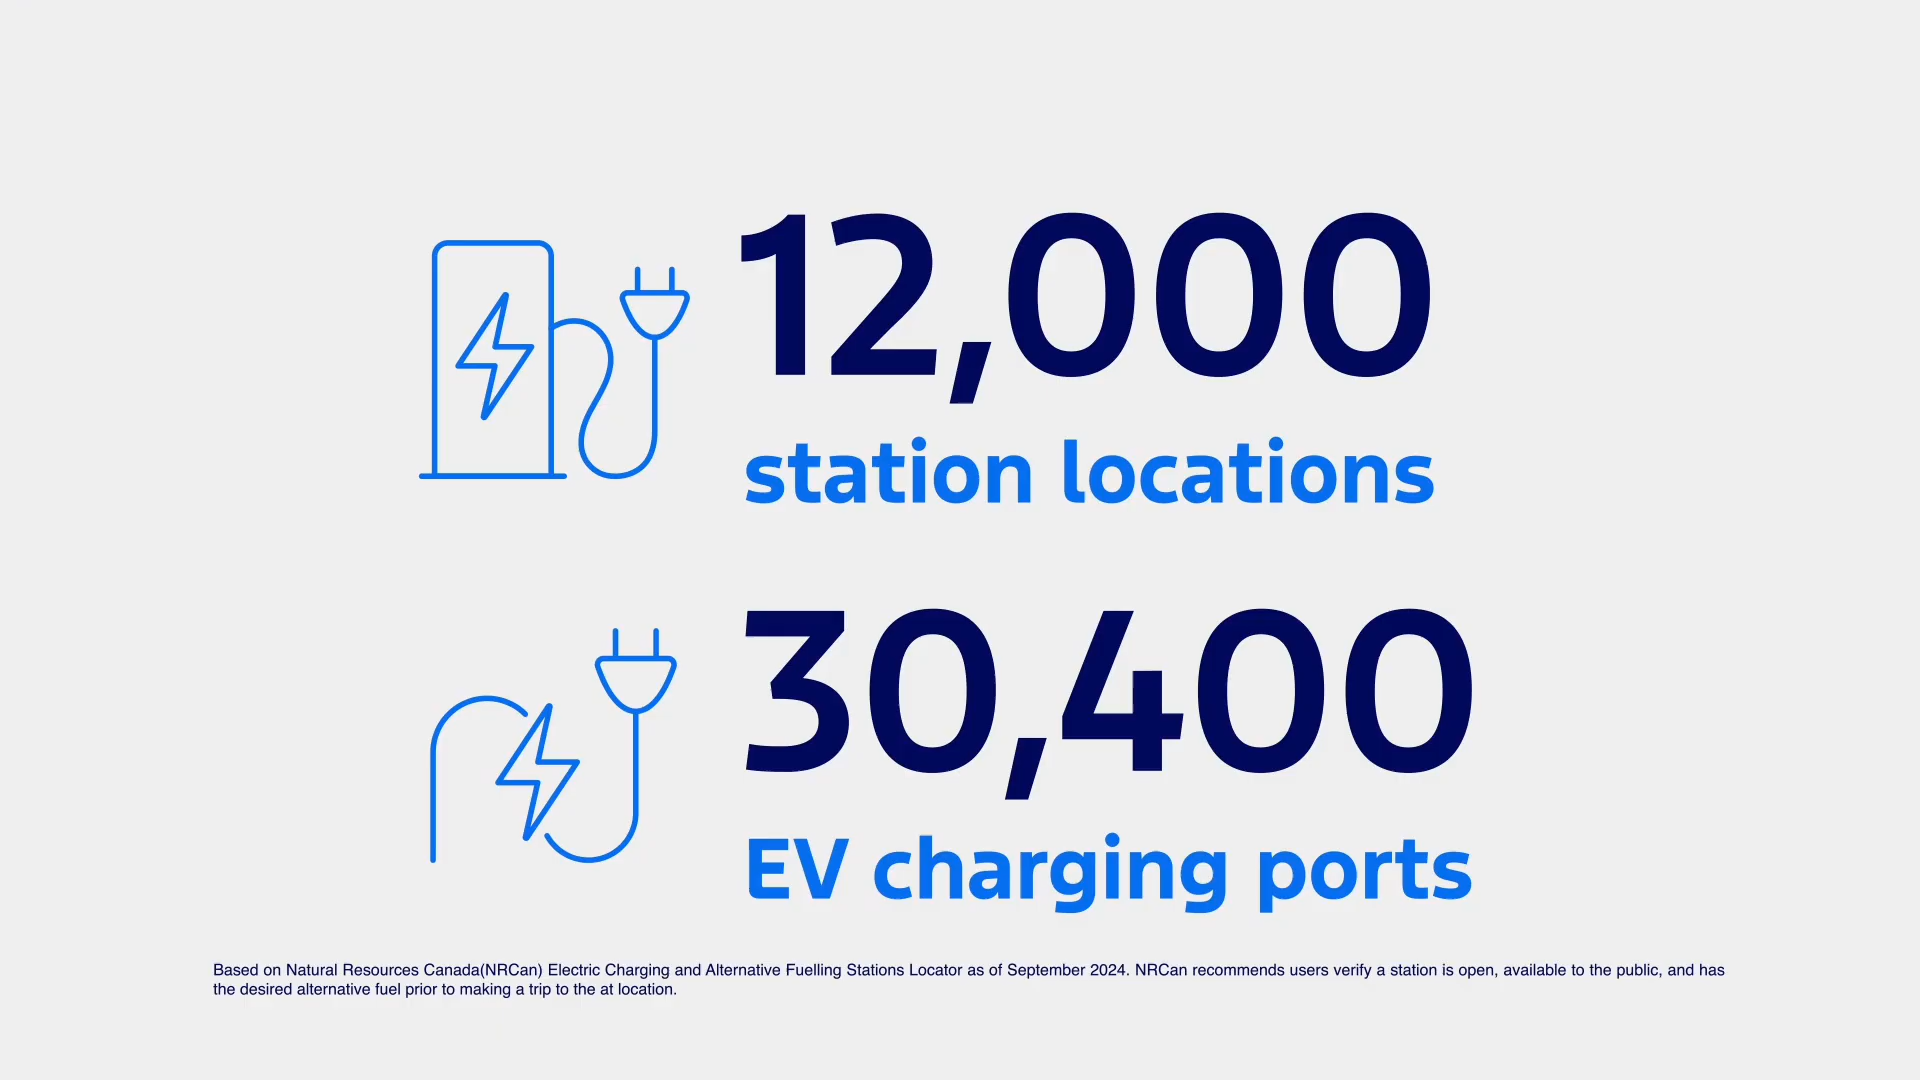 12,000
station locations
30,400
EV charging ports
Based on Natural Resources Canada(NRCan) Electric Charging and Alternative Fuelling Stations Locator as of September 2024. NRCan recommends users verify a station is open, available to the public, and has
the desired alternative fuel prior to making a trip to the at location.